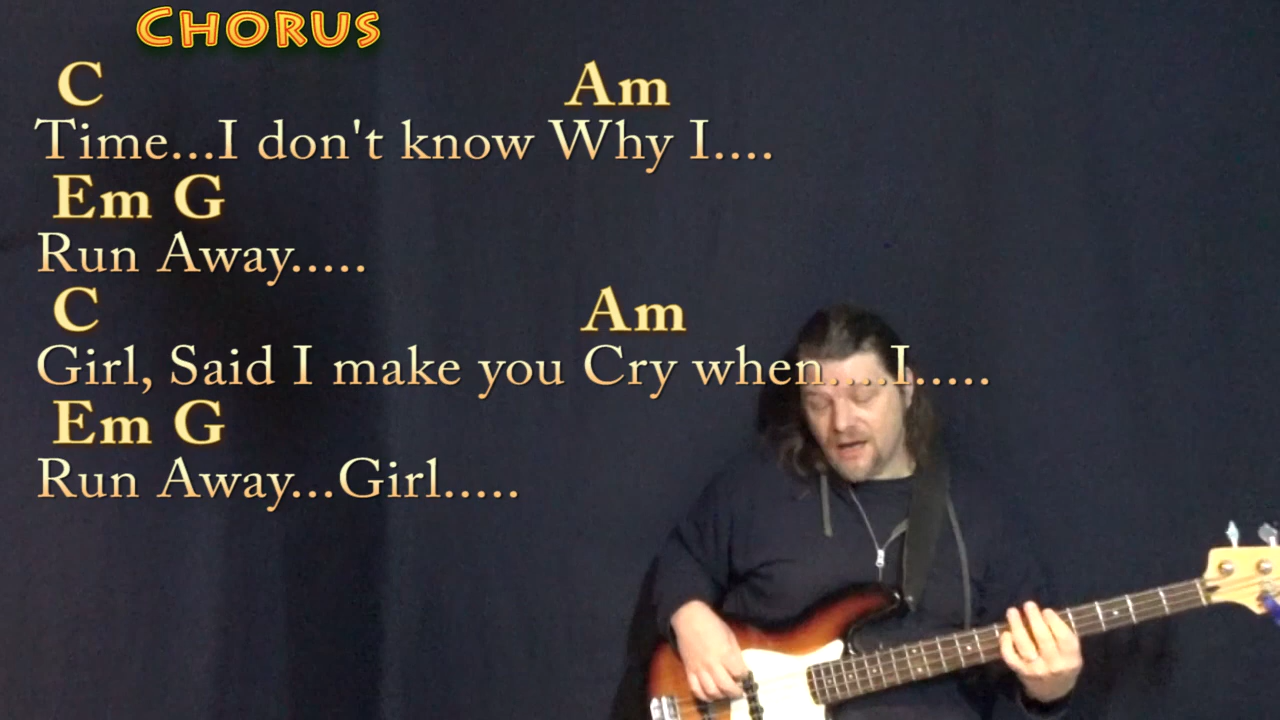 CHORUS
C Am
Time...I don't know Why I....
Em G
Run Away.....
C Am
Girl, Said I make you Cry when....I.....
Em G
Run Away...Girl.....